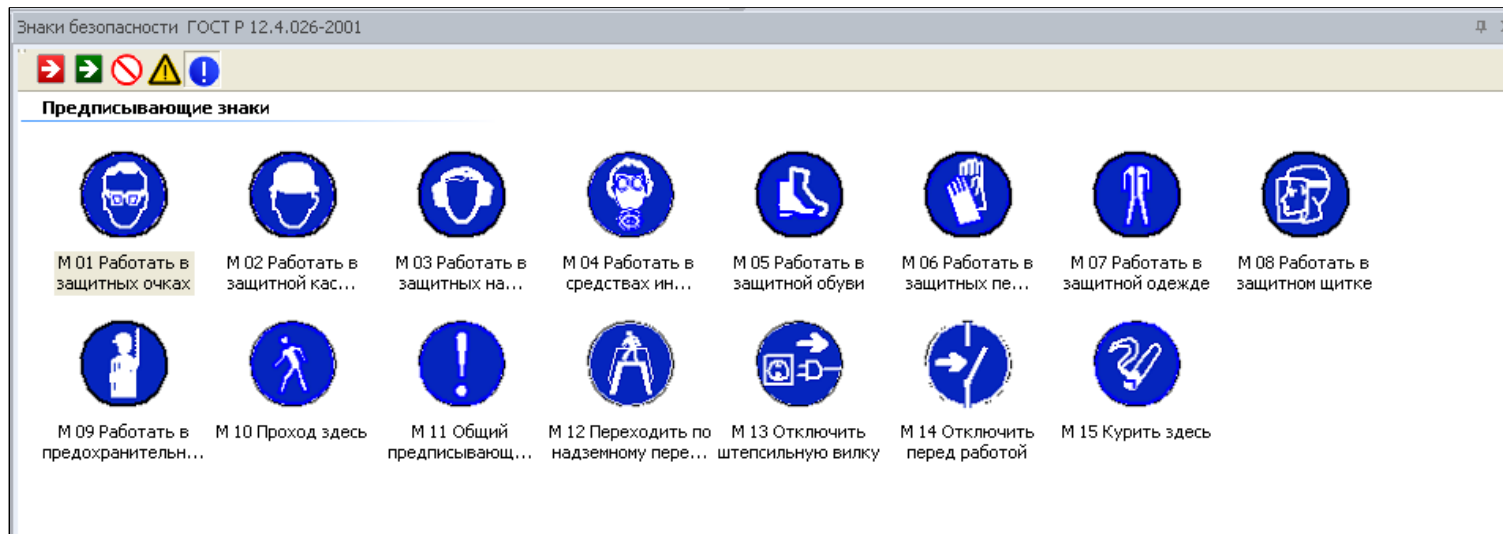 Знаки безопасности ГОСТ Р 12.4.026-2001
Предписывающие знаки
М 01 Работать в
защитных очках
М 02 Работать в
защитной кас...
М 03 Работать в
защитных на...
М 04 Работать в
средствах ин...
М 05 Работать в
защитной обуви
М 06 Работать в
защитных пе...
М 07 Работать в
защитной одежде
М 08 Работать в
защитном щитке
М 09 Работать в
предохранительн...
М 10 Проход здесь
М 11 Общий
предписывающ...
М 12 Переходить по
надземному пере...
М 13 Отключить
штепсильную вилку
М 14 Отключить
перед работой
М 15 Курить здесь